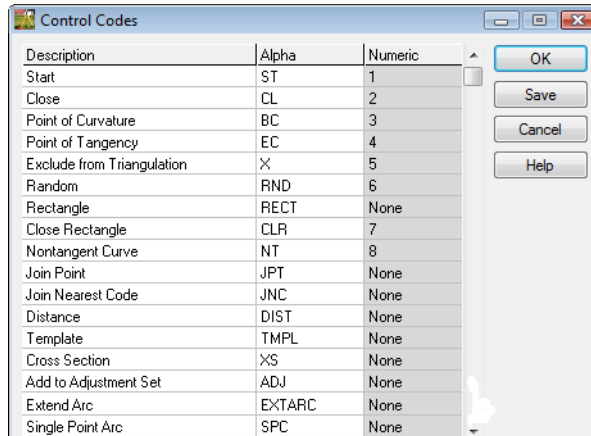 Control Codes
Description Alpha Numeric
Start ST 1
Close CL 2
Point of Curvature BC 3
Point of Tangency EC 4
Exclude from Triangulation X 5
Random RND 6
Rectangle RECT None
Close Rectangle CLR 7
Nontangent Curve NT 8
Join Point JPT None
Join Nearest Code JNC None
Distance DIST None
Template TMPL None
Cross Section XS None
Add to Adjustment Set ADJ None
Extend Arc EXTARC None
Single Point Arc SPC None
OK
Save
Cancel
Help